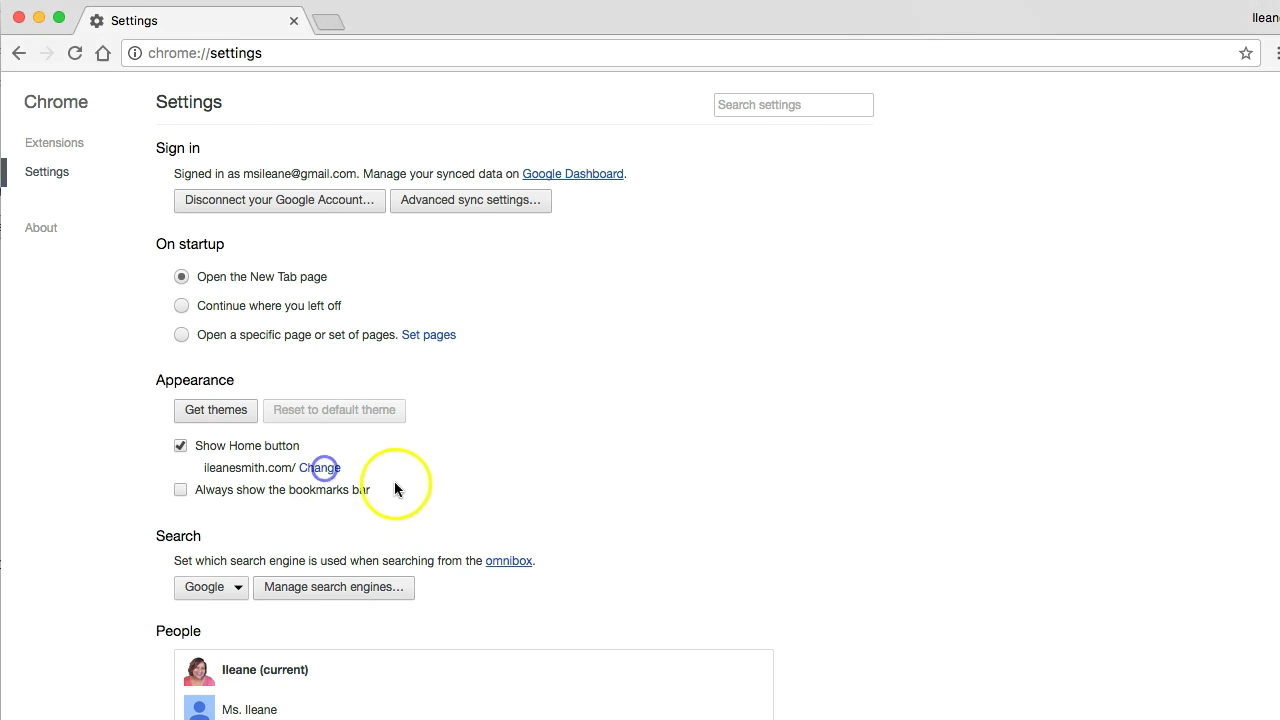 Settings
Ilean
chrome://settings
Chrome
Settings
Search settings
Extensions
Settings
About
Sign in
Signed in as msileane@gmail.com. Manage your synced data on Google Dashboard.
Disconnect your Google Account...
Advanced sync settings...
On startup
Open the New Tab page
Continue where you left off
Open a specific page or set of pages. Set pages
Appearance
Get themes
Reset to default theme
Show Home button
ileanesmith.com/ Change
Always show the bookmarks bar
Search
Set which search engine is used when searching from the omnibox.
Google
Manage search engines...
People
Ileane (current)
Ms. Ileane